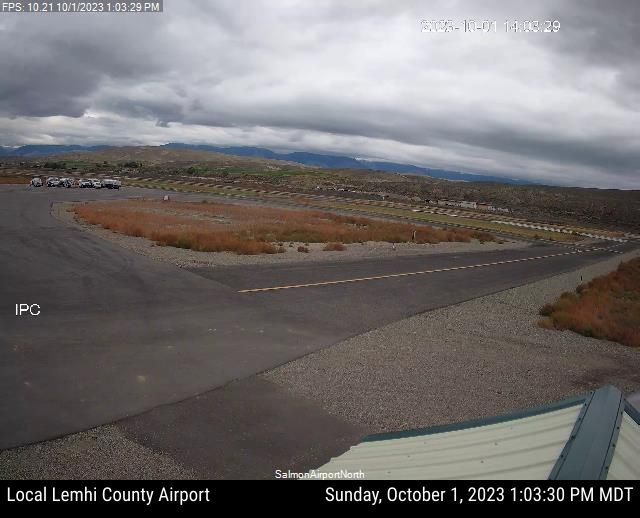 FPS: 10.21 10/1/2023 1:03:29 PM
2023-10-01 14:03:29
IPC
SalmonAirportNorth
Local Lemhi County Airport Sunday, October 1, 2023 1:03:30 PM MDT